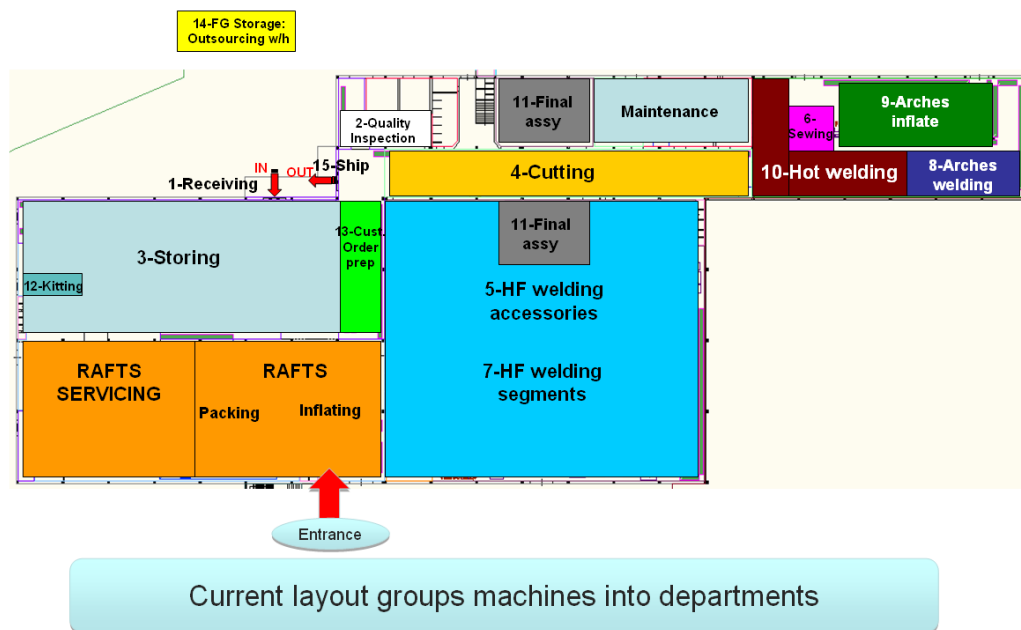 14-FG Storage:
Outsourcing w/h
11-Final
assy
Maintenance
9-Arches
inflate
2-Quality
Inspection
6-
Sewing
15-Ship
IN
OUT
1-Receiving
4-Cutting
10-Hot welding
8-Arches
welding
3-Storing
13-Cust.
Order
prep
11-Final
assy
12-Kitting
5-HF welding
accessories
RAFTS
SERVICING
RAFTS
Packing
Inflating
7-HF welding
segments
Entrance
Current layout groups machines into departments